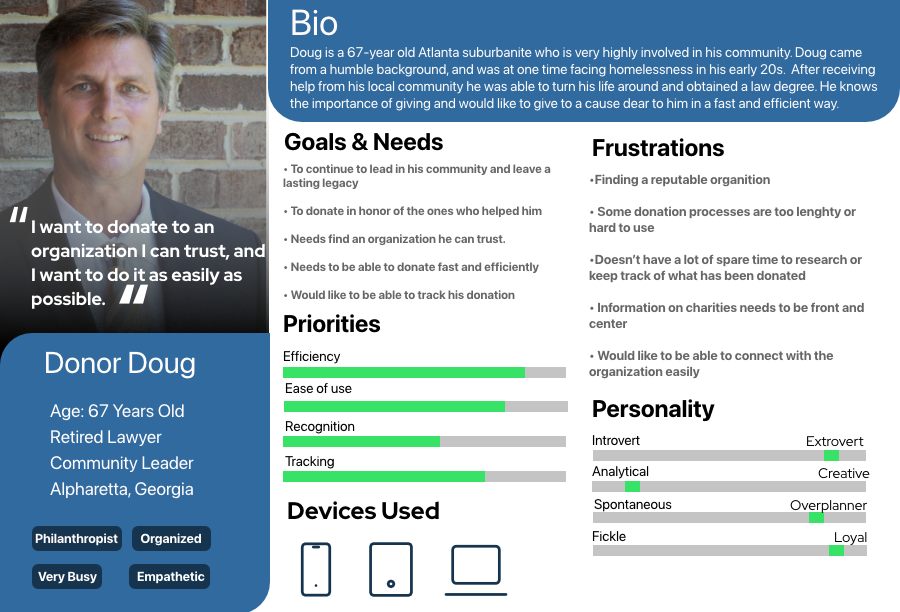 Bio
Doug is a 67-year old Atlanta suburbanite who is very highly involved in his community. Doug came
from a humble background, and was at one time facing homelessness in his early 20s.  After receiving
help from his local community he was able to turn his life around and obtained a law degree. He knows
the importance of giving and would like to give to a cause dear to him in a fast and efficient way.
“ I want to donate to an
organization I can trust, and
I want to do it as easily as
possible. “
Donor Doug
Age: 67 Years Old
Retired Lawyer
Community Leader
Alpharetta, Georgia
Philanthropist Organized
Very Busy Empathetic
Goals & Needs
• To continue to lead in his community and leave a
lasting legacy
• To donate in honor of the ones who helped him
• Needs find an organization he can trust.
• Needs to be able to donate fast and efficiently
• Would like to be able to track his donation
Priorities
Efficiency
Ease of use
Recognition
Tracking
Devices Used
Frustrations
•Finding a reputable organition
• Some donation processes are too lenghty or
hard to use
•Doesn’t have a lot of spare time to research or
keep track of what has been donated
• Information on charities needs to be front and
center
• Would like to be able to connect with the
organization easily
Personality
Introvert Extrovert
Analytical Creative
Spontaneous Overplanner
Fickle Loyal